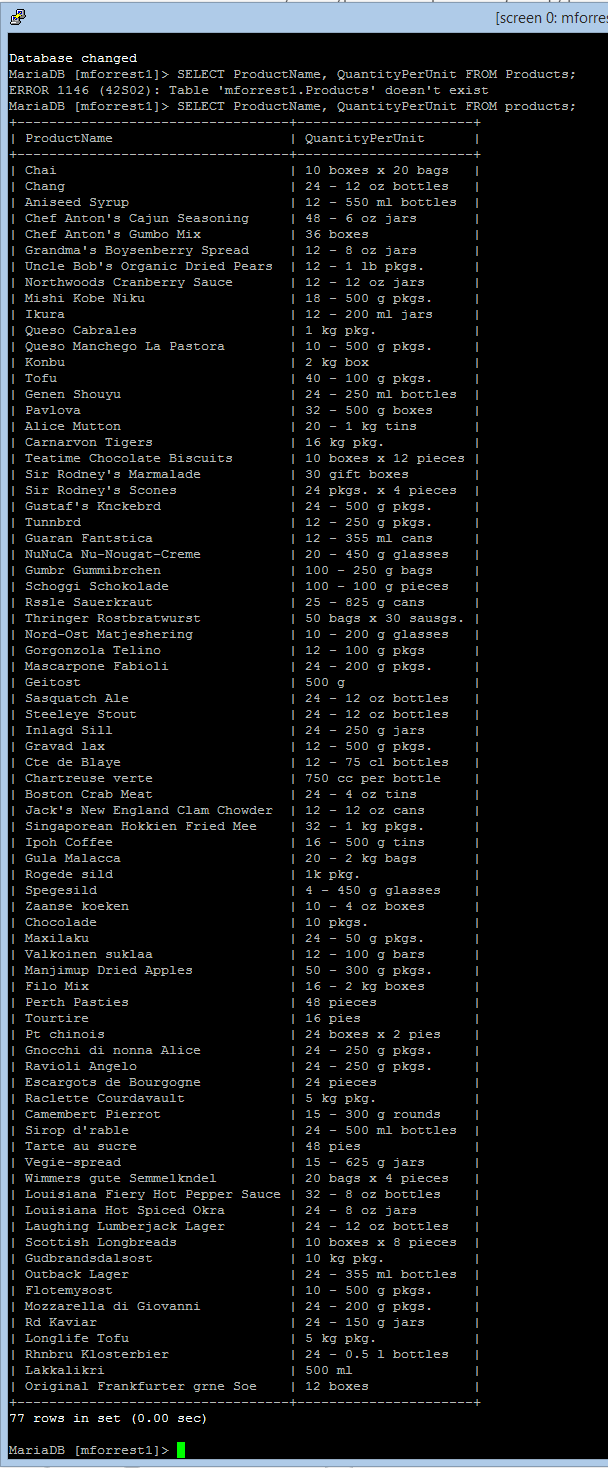 [screen 0: mforres
Database changed
MariaDB [mforrest1]> SELECT ProductName, QuantityPerUnit FROM Products;
ERROR 1146 (42S02): Table 'mforrest1.Products' doesn't exist
MariaDB [mforrest1]> SELECT ProductName, QuantityPerUnit FROM products;
+----------------------------------+----------------------+
| ProductName | QuantityPerUnit |
+----------------------------------+----------------------+
| Chai | 10 boxes x 20 bags |
| Chang | 24 - 12 oz bottles |
| Aniseed Syrup | 12 - 550 ml bottles |
| Chef Anton's Cajun Seasoning | 48 - 6 oz jars |
| Chef Anton's Gumbo Mix | 36 boxes |
| Grandma's Boysenberry Spread | 12 - 8 oz jars |
| Uncle Bob's Organic Dried Pears | 12 - 1 lb pkgs. |
| Northwoods Cranberry Sauce | 12 - 12 oz jars |
| Mishi Kobe Niku | 18 - 500 g pkgs. |
| Ikura | 12 - 200 ml jars |
| Queso Cabrales | 1 kg pkg. |
| Queso Manchego La Pastora | 10 - 500 g pkgs. |
| Konbu | 2 kg box |
| Tofu | 40 - 100 g pkgs. |
| Genen Shouyu | 24 - 250 ml bottles |
| Pavlova | 32 - 500 g boxes |
| Alice Mutton | 20 - 1 kg tins |
| Carnarvon Tigers | 16 kg pkg. |
| Teatime Chocolate Biscuits | 10 boxes x 12 pieces |
| Sir Rodney's Marmalade | 30 gift boxes |
| Sir Rodney's Scones | 24 pkgs. x 4 pieces |
| Gustaf's Knckebrd | 24 - 500 g pkgs. |
| Tunnbrd | 12 - 250 g pkgs. |
| Guaran Fantstica | 12 - 355 ml cans |
| NuNuCa Nu-Nougat-Creme | 20 - 450 g glasses |
| Gumbr Gummibrchen | 100 - 250 g bags |
| Schoggi Schokolade | 100 - 100 g pieces |
| Rssle Sauerkraut | 25 - 825 g cans |
| Thringer Rostbratwurst | 50 bags x 30 sausgs. |
| Nord-Ost Matjeshering | 10 - 200 g glasses |
| Gorgonzola Telino | 12 - 100 g pkgs |
| Mascarpone Fabioli | 24 - 200 g pkgs. |
| Geitost | 500 g |
| Sasquatch Ale | 24 - 12 oz bottles |
| Steeleye Stout | 24 - 12 oz bottles |
| Inlagd Sill | 24 - 250 g jars |
| Gravad lax | 12 - 500 g pkgs. |
| Cte de Blaye | 12 - 75 cl bottles |
| Chartreuse verte | 750 cc per bottle |
| Boston Crab Meat | 24 - 4 oz tins |
| Jack's New England Clam Chowder | 12 - 12 oz cans |
| Singaporean Hokkien Fried Mee | 32 - 1 kg pkgs. |
| Ipoh Coffee | 16 - 500 g tins |
| Gula Malacca | 20 - 2 kg bags |
| Rogede sild | 1k pkg. |
| Spegesild | 4 - 450 g glasses |
| Zaanse koeken | 10 - 4 oz boxes |
| Chocolade | 10 pkgs. |
| Maxilaku | 24 - 50 g pkgs. |
| Valkoinen suklaa | 12 - 100 g bars |
| Manjimup Dried Apples | 50 - 300 g pkgs. |
| Filo Mix | 16 - 2 kg boxes |
| Perth Pasties | 48 pieces |
| Tourtire | 16 pies |
| Pt chinois | 24 boxes x 2 pies |
| Gnocchi di nonna Alice | 24 - 250 g pkgs. |
| Ravioli Angelo | 24 - 250 g pkgs. |
| Escargots de Bourgogne | 24 pieces |
| Raclette Courdavault | 5 kg pkg. |
| Camembert Pierrot | 15 - 300 g rounds |
| Sirop d'rable | 24 - 500 ml bottles |
| Tarte au sucre | 48 pies |
| Vegie-spread | 15 - 625 g jars |
| Wimmers gute Semmelkndel | 20 bags x 4 pieces |
| Louisiana Fiery Hot Pepper Sauce | 32 - 8 oz bottles |
| Louisiana Hot Spiced Okra | 24 - 8 oz jars |
| Laughing Lumberjack Lager | 24 - 12 oz bottles |
| Scottish Longbreads | 10 boxes x 8 pieces |
| Gudbrandsdalsost | 10 kg pkg. |
| Outback Lager | 24 - 355 ml bottles |
| Flotemysost | 10 - 500 g pkgs. |
| Mozzarella di Giovanni | 24 - 200 g pkgs. |
| Rd Kaviar | 24 - 150 g jars |
| Longlife Tofu | 5 kg pkg. |
| Rhnbru Klosterbier | 24 - 0.5 l bottles |
| Lakkalikri | 500 ml |
| Original Frankfurter grne Soe | 12 boxes |
+----------------------------------+----------------------+
77 rows in set (0.00 sec)
MariaDB [mforrest1]>